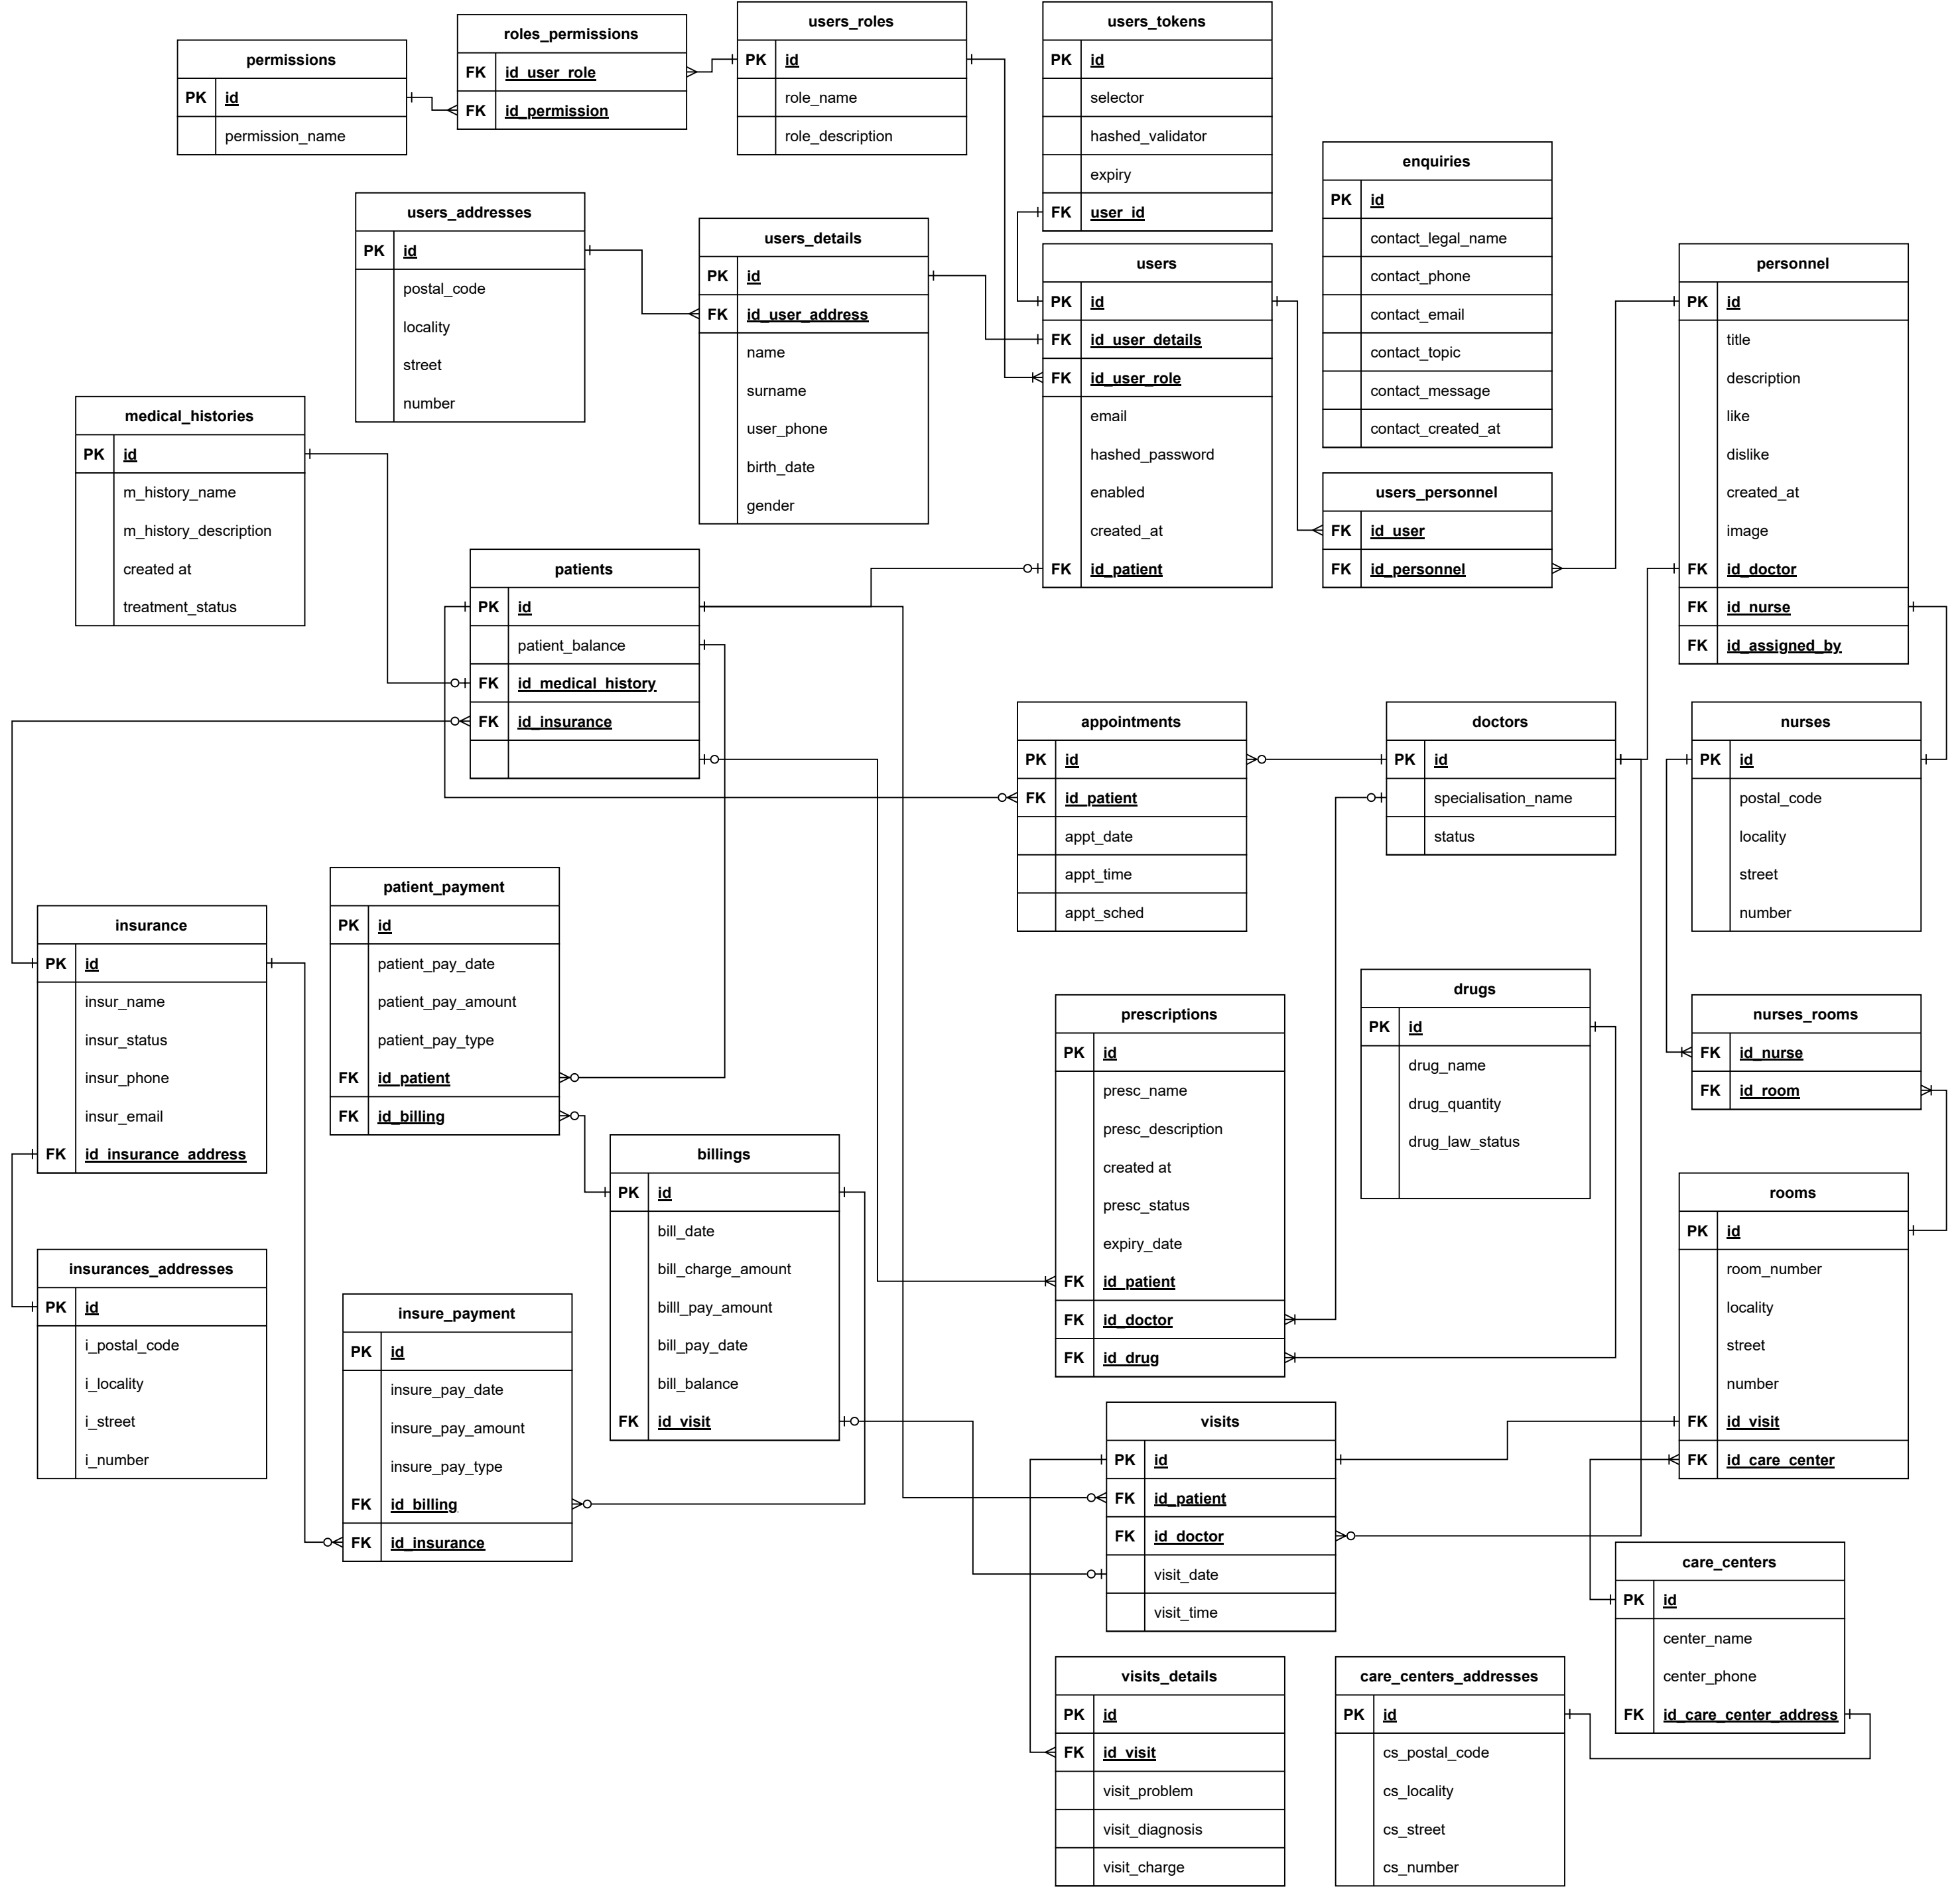 permissions
PK id
permission_name
roles_permissions
FK id_user_role
FK id_permission
users_roles
PK id
role_name
role_description
users_tokens
PK id
selector
hashed_validator
expiry
FK user_id
enquiries
PK id
contact_legal_name
contact_phone
contact_email
contact_topic
contact_message
contact_created_at
users_addresses
PK id
postal_code
locality
street
number
users_details
PK id
FK id_user_address
name
surname
user_phone
birth_date
gender
users
PK id
FK id_user_details
FK id_user_role
email
hashed_password
enabled
created_at
FK id_patient
personnel
PK id
title
description
like
dislike
created_at
image
FK id_doctor
FK id_nurse
FK id_assigned_by
users_personnel
FK id_user
FK id_personnel
medical_histories
PK id
m_history_name
m_history_description
created at
treatment_status
patients
PK id
patient_balance
FK id_medical_history
FK id_insurance
appointments
PK id
FK id_patient
appt_date
appt_time
appt_sched
doctors
PK id
specialisation_name
status
nurses
PK id
postal_code
locality
street
number
patient_payment
PK id
patient_pay_date
patient_pay_amount
patient_pay_type
FK id_patient
FK id_billing
insurance
PK id
insur_name
insur_status
insur_phone
insur_email
FK id_insurance_address
prescriptions
PK id
presc_name
presc_description
created at
presc_status
expiry_date
FK id_patient
FK id_doctor
FK id_drug
drugs
PK id
drug_name
drug_quantity
drug_law_status
nurses_rooms
FK id_nurse
FK id_room
billings
PK id
bill_date
bill_charge_amount
billl_pay_amount
bill_pay_date
bill_balance
FK id_visit
rooms
PK id
room_number
locality
street
number
FK id_visit
FK id_care_center
insurances_addresses
PK id
i_postal_code
i_locality
i_street
i_number
insure_payment
PK id
insure_pay_date
insure_pay_amount
insure_pay_type
FK id_billing
FK id_insurance
visits
PK id
FK id_patient
FK id_doctor
visit_date
visit_time
care_centers
PK id
center_name
center_phone
FK id_care_center_address
visits_details
PK id
FK id_visit
visit_problem
visit_diagnosis
visit_charge
care_centers_addresses
PK id
cs_postal_code
cs_locality
cs_street
cs_number